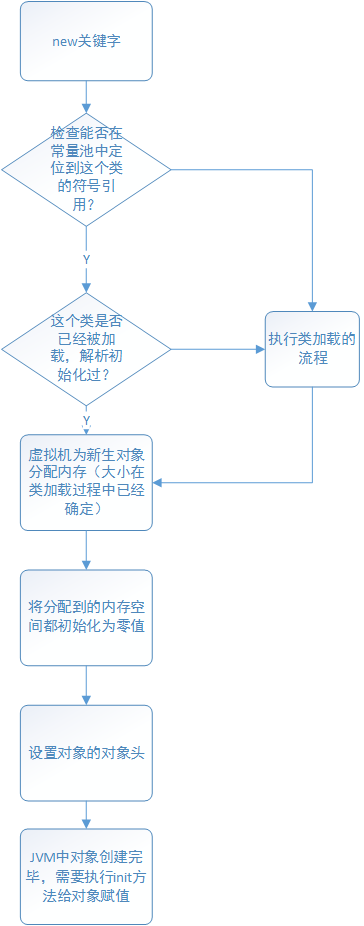 new关键字
检查能否在
常量池中定
位到这个类
的符号引
用？
Y
这个类是否
已经被加
载，解析初
始化过？
执行类加载的
流程
Y
虚拟机为新生对象
分配内存（大小在
类加载过程中已经
确定）
将分配到的内存空
间都初始化为零值
设置对象的对象头
JVM中对象创建完
毕，需要执行init方
法给对象赋值